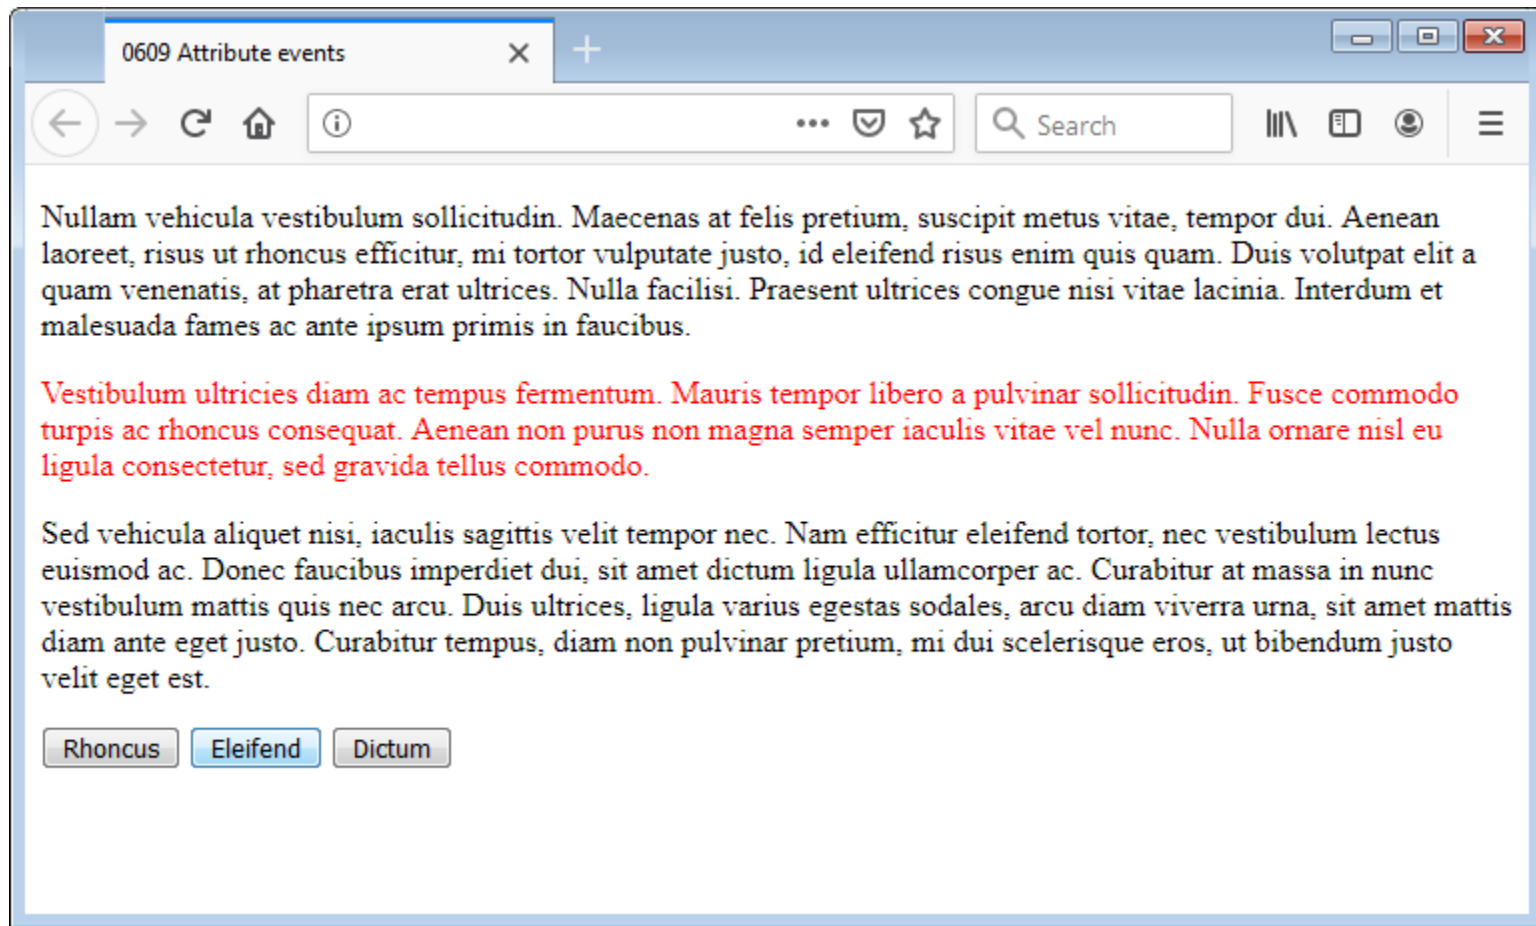 0609 Attribute events
Search
Nullam vehicula vestibulum sollicitudin. Maecenas at felis pretium, suscipit metus vitae, tempor dui. Aenean
laoreet, risus ut rhoncus efficitur, mi tortor vulputate justo, id eleifend risus enim quis quam. Duis volutpat elit a
quam venenatis, at pharetra erat ultrices. Nulla facilisi. Praesent ultrices congue nisi vitae lacinia. Interdum et
malesuada fames ac ante ipsum primis in faucibus.
Vestibulum ultricies diam ac tempus fermentum. Mauris tempor libero a pulvinar sollicitudin. Fusce commodo
turpis ac rhoncus consequat. Aenean non purus non magna semper iaculis vitae vel nunc. Nulla ornare nisl eu
ligula consectetur, sed gravida tellus commodo.
Sed vehicula aliquet nisi, iaculis sagittis velit tempor nec. Nam efficitur eleifend tortor, nec vestibulum lectus
euismod ac. Donec faucibus imperdiet dui, sit amet dictum ligula ullamcorper ac. Curabitur at massa in nunc
vestibulum mattis quis nec arcu. Duis ultrices, ligula varius egestas sodales, arcu diam viverra urna, sit amet mattis
diam ante eget justo. Curabitur tempus, diam non pulvinar pretium, mi dui scelerisque eros, ut bibendum justo
velit eget est.
Rhoncus Eleifend Dictum